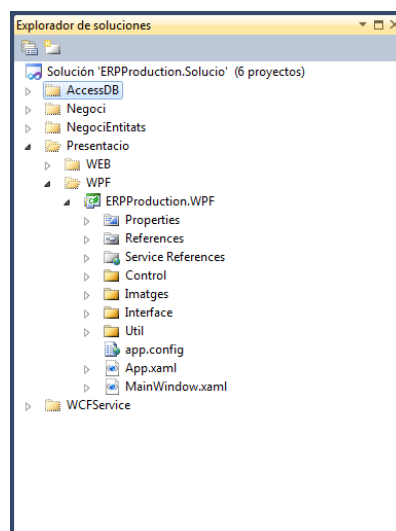 Explorador de soluciones
Solución 'ERPProduction.Solucio' (6 proyectos)
AccessDB
Negoci
NegociEntitats
Presentacio
WEB
WPF
ERPProduction.WPF
Properties
References
Service References
Control
Imatges
Interface
Util
app.config
App.xaml
MainWindow.xaml
WCFService